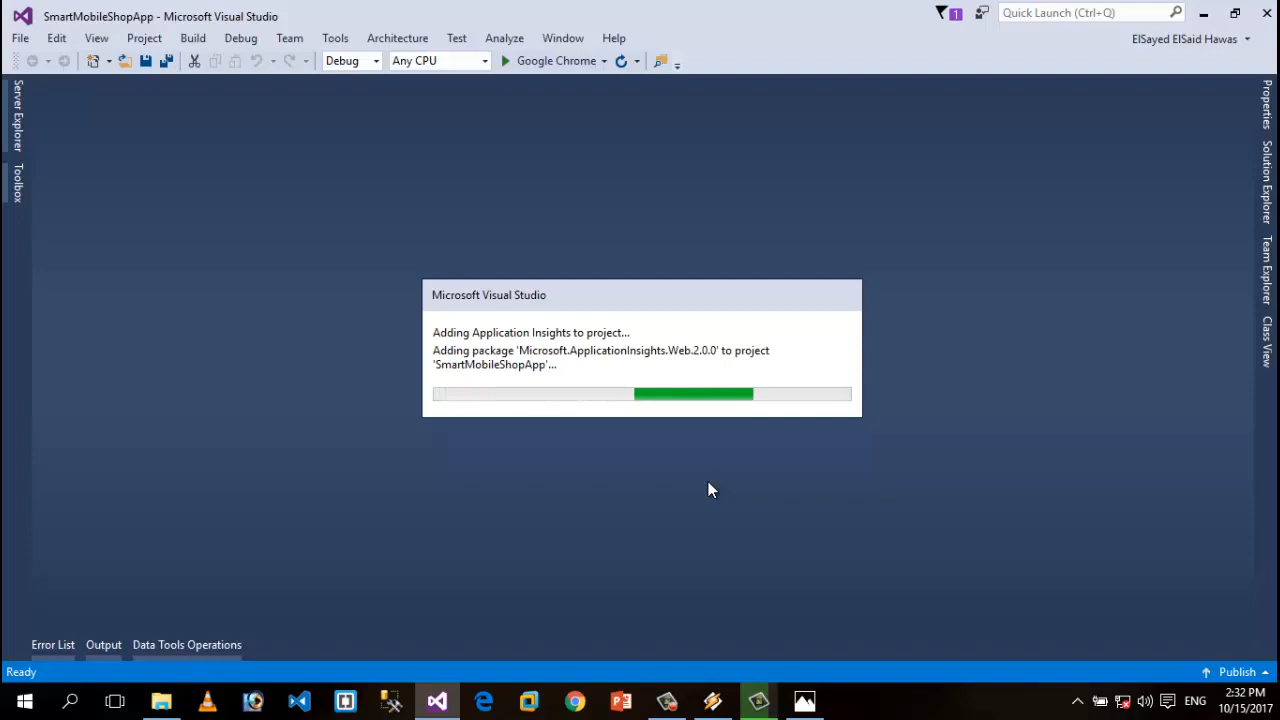 SmartMobileShopApp - Microsoft Visual Studio
1
Quick Launch (Ctrl+Q)
File Edit View Project Build Debug Team Tools Architecture Test Analyze Window Help
ElSayed ElSaid Hawas
Debug Any CPU Google Chrome
Server Explorer
Toolbox
Properties
Solution Explorer
Team Explorer
Class View
Microsoft Visual Studio
Adding Application Insights to project...
Adding package 'Microsoft.ApplicationInsights.Web.2.0.0' to project
'SmartMobileShopApp'...
Error List Output Data Tools Operations
Ready Publish
ENG
2:32 PM
10/15/2017